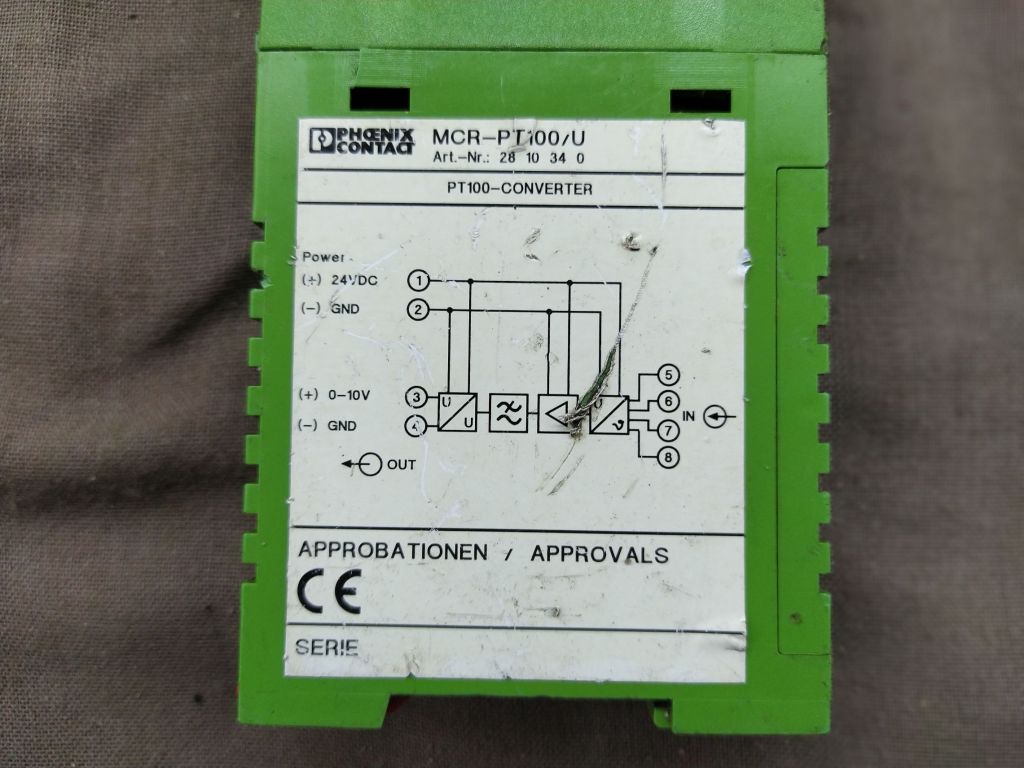 PHŒNIX CONTACT
MCR-PT100/U
Art.-Nr.: 28 10 34 0
PT100-CONVERTER
Power
(+) 24VDC 1
(-) GND 2
(+) 0-10V 3
(-) GND 4
U
U
ϑ
5
6
7
8
IN
OUT
APPROBATIONEN / APPROVALS
CE
SERIE